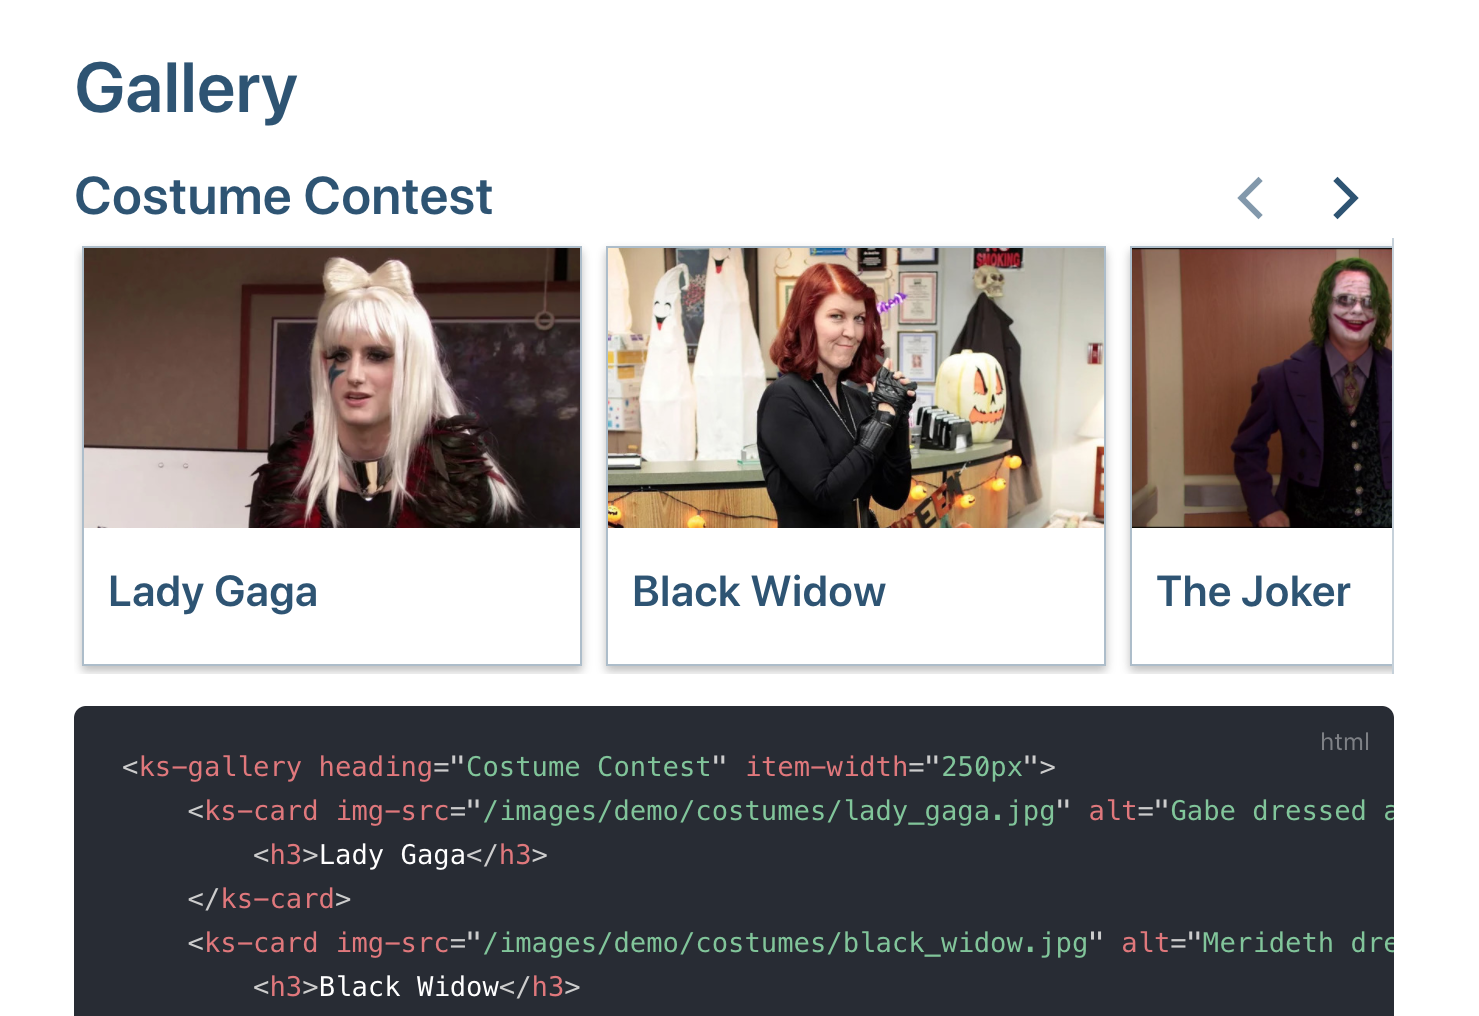 Gallery
Costume Contest
SMOKING
Lady Gaga
Black Widow
The Joker
html
<ks-gallery heading="Costume Contest" item-width="250px">
<ks-card img-src="/images/demo/costumes/lady_gaga.jpg" alt="Gabe dressed a
<h3>Lady Gaga</h3>
</ks-card>
<ks-card img-src="/images/demo/costumes/black_widow.jpg" alt="Merideth dre
<h3>Black Widow</h3>